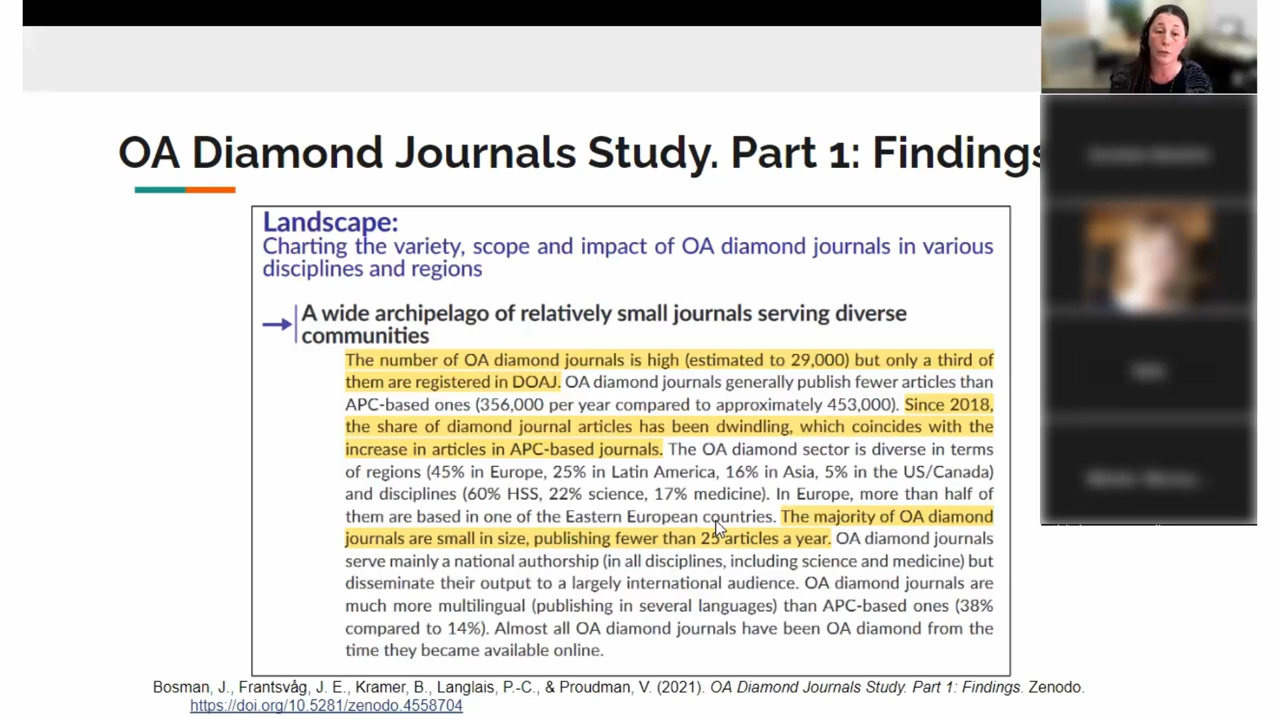 OA Diamond Journals Study. Part 1: Findings
Landscape:
Charting the variety, scope and impact of OA diamond journals in various
disciplines and regions
A wide archipelago of relatively small journals serving diverse
communities
The number of OA diamond journals is high (estimated to 29,000) but only a third of
them are registered in DOAJ. OA diamond journals generally publish fewer articles than
APC-based ones (356,000 per year compared to approximately 453,000). Since 2018,
the share of diamond journal articles has been dwindling, which coincides with the
increase in articles in APC-based journals. The OA diamond sector is diverse in terms
of regions (45% in Europe, 25% in Latin America, 16% in Asia, 5% in the US/Canada)
and disciplines (60% HSS, 22% science, 17% medicine). In Europe, more than half of
them are based in one of the Eastern European countries. The majority of OA diamond
journals are small in size, publishing fewer than 25 articles a year. OA diamond journals
serve mainly a national authorship (in all disciplines, including science and medicine) but
disseminate their output to a largely international audience. OA diamond journals are
much more multilingual (publishing in several languages) than APC-based ones (38%
compared to 14%). Almost all OA diamond journals have been OA diamond from the
time they became available online.
Bosman, J., Frantsvåg, J. E., Kramer, B., Langlais, P.-C., & Proudman, V. (2021). OA Diamond Journals Study. Part 1: Findings. Zenodo.
https://doi.org/10.5281/zenodo.4558704